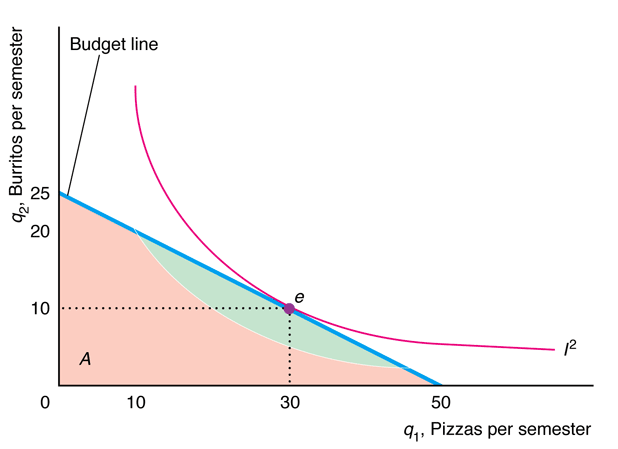 Budget line
q₂, Burritos per semester
25
20
10
e
A
I²
0
10
30
50
q₁, Pizzas per semester